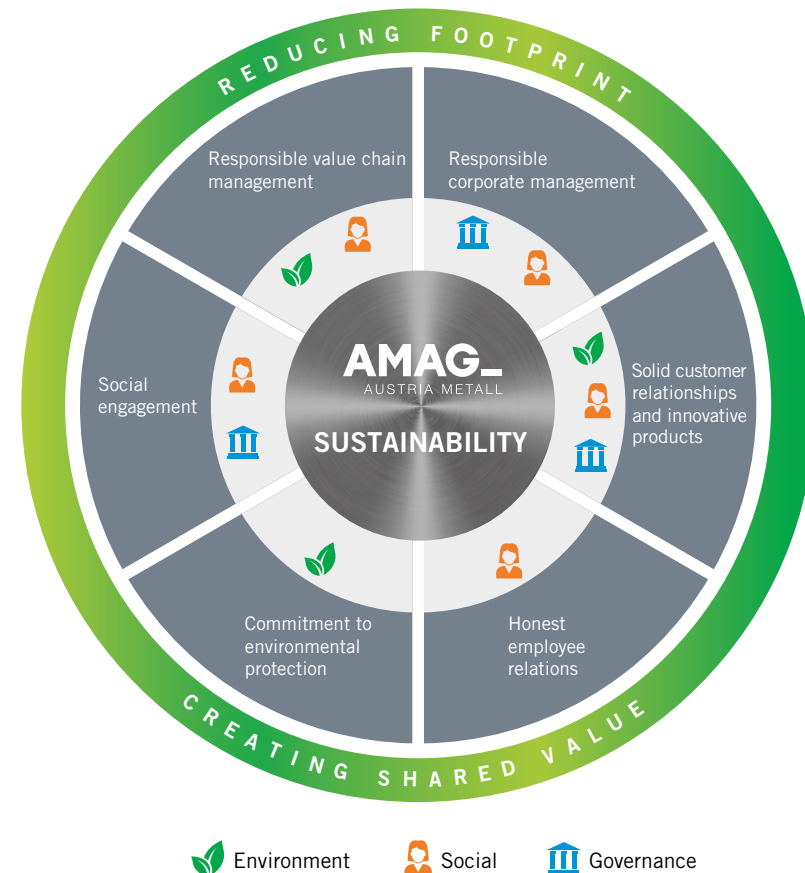 REDUCING FOOTPRINT
Responsible value chain
management
Responsible
corporate management
Social
engagement
AMAG_
AUSTRIA METALL
SUSTAINABILITY
Solid customer
relationships
and innovative
products
Commitment to
environmental
protection
Honest
employee
relations
CREATING SHARED VALUE
Environment
Social
Governance